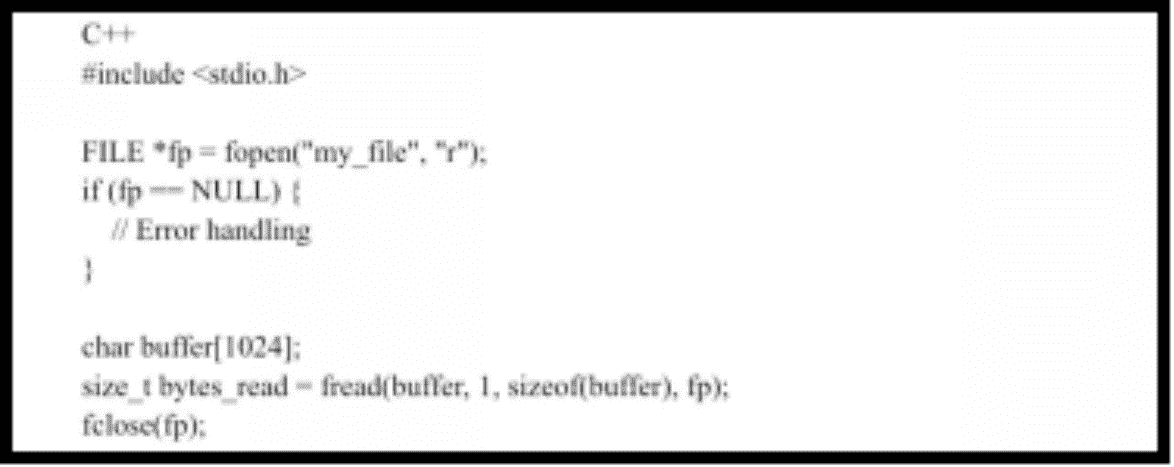 C++
#include <stdio.h>
FILE *fp = fopen("my_file", "r");
if (fp == NULL) {
// Error handling
}
char buffer[1024];
size_t bytes_read = fread(buffer, 1, sizeof(buffer), fp);
fclose(fp);